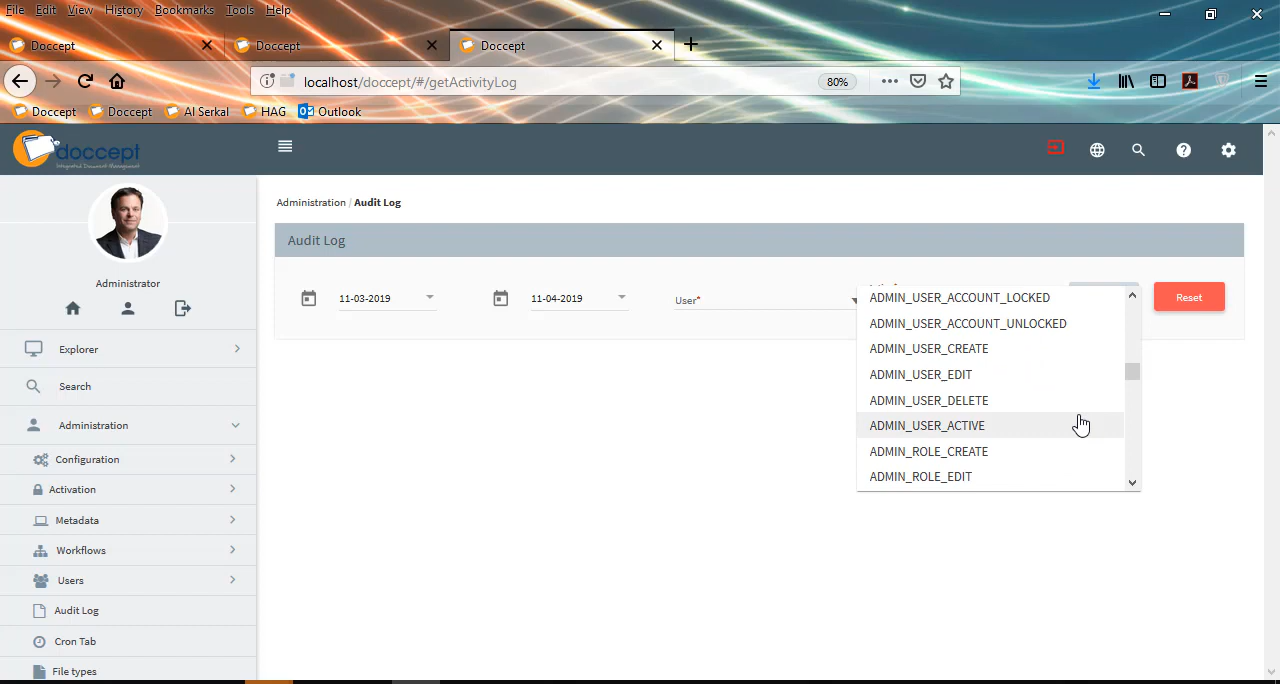 File Edit View History Bookmarks Tools Help
Doccept Doccept Doccept
localhost/doccept/#/getActivityLog 80%
Doccept Doccept Al Serkal HAG Outlook
doccept
Integrated Document Management
Administration / Audit Log
Audit Log
11-03-2019 11-04-2019 User* Reset
ADMIN_USER_ACCOUNT_LOCKED
ADMIN_USER_ACCOUNT_UNLOCKED
ADMIN_USER_CREATE
ADMIN_USER_EDIT
ADMIN_USER_DELETE
ADMIN_USER_ACTIVE
ADMIN_ROLE_CREATE
ADMIN_ROLE_EDIT
Administrator
Explorer
Search
Administration
Configuration
Activation
Metadata
Workflows
Users
Audit Log
Cron Tab
File types